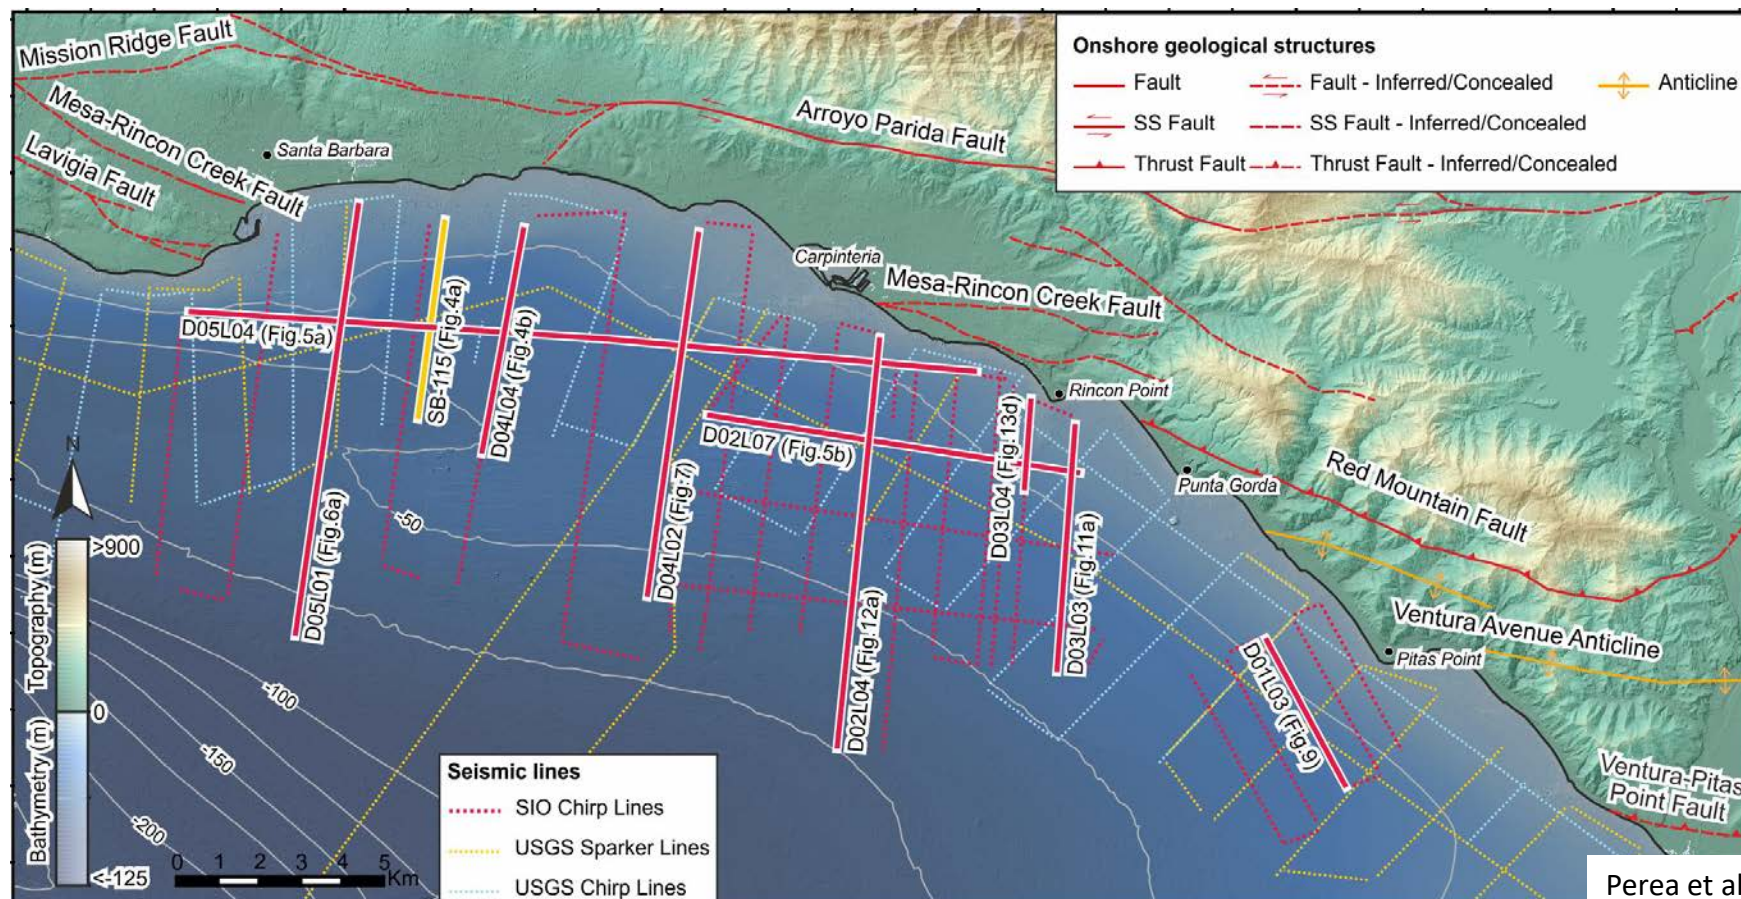 Mission Ridge Fault
Mesa-Rincon Creek Fault
Lavigia Fault
Santa Barbara
Arroyo Parida Fault
Onshore geological structures
Fault
Fault - Inferred/Concealed
Anticline
SS Fault
SS Fault - Inferred/Concealed
Thrust Fault
Thrust Fault - Inferred/Concealed
Carpinteria
Mesa-Rincon Creek Fault
Rincon Point
Punta Gorda
Red Mountain Fault
Ventura Avenue Anticline
Pitas Point
Ventura-Pitas
Point Fault
D05L04 (Fig.5a)
SB-115 (Fig.4a)
D04L04 (Fig.4b)
D05L01 (Fig.6a)
D04L02 (Fig.7)
D02L07 (Fig.5b)
D02L04 (Fig.12a)
D03L04 (Fig.13d)
D03L03 (Fig.11a)
D01L03 (Fig.9)
-50
-100
-150
-200
N
Topography (m)
>900
0
Bathymetry (m)
<-125
0 1 2 3 4 5
Km
Seismic lines
SIO Chirp Lines
USGS Sparker Lines
USGS Chirp Lines
Perea et al